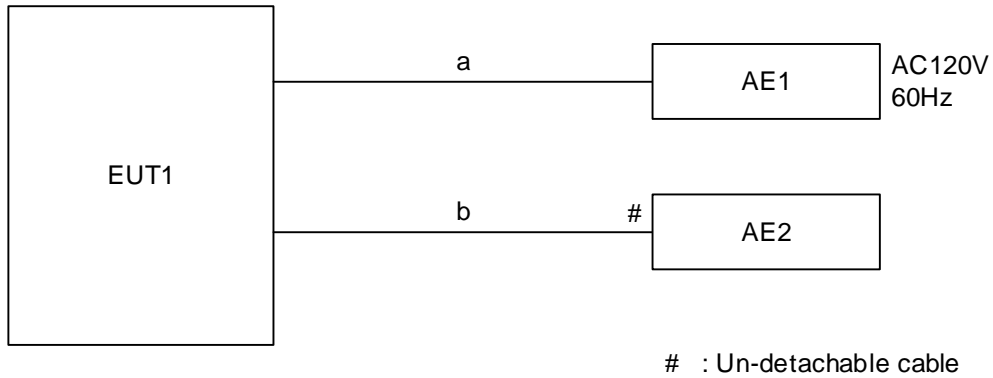 a
AE1
AC120V
60Hz
EUT1
b
#
AE2
# : Un-detachable cable